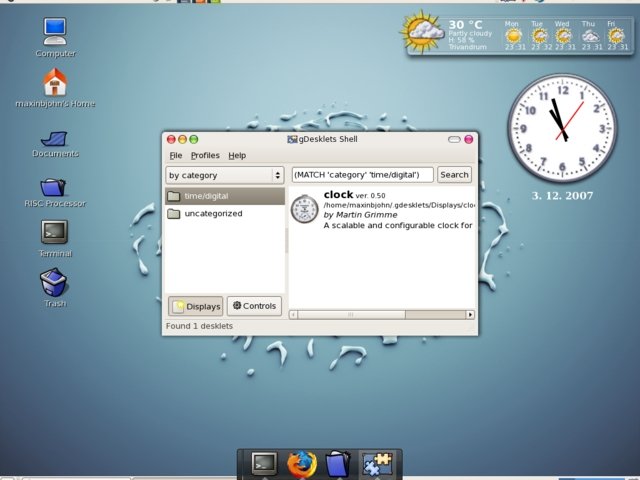 30 °C
Partly cloudy
H: 58 %
Trivandrum
Mon Tue Wed Thu Fri
23 31 23 32 23 31 23 31 23 31
Computer
maxinbjohn's Home
Documents
RISC Processor
Terminal
Trash
12 1 2 3 4 5 6 7 8 9 10 11
3. 12. 2007
gDesklets Shell
File Profiles Help
by category
(MATCH 'category' 'time/digital')
Search
time/digital
uncategorized
clock ver. 0.50
/home/maxinbjohn/.gdesklets/Displays/clo
by Martin Grimme
A scalable and configurable clock for
Displays
Controls
Found 1 desklets